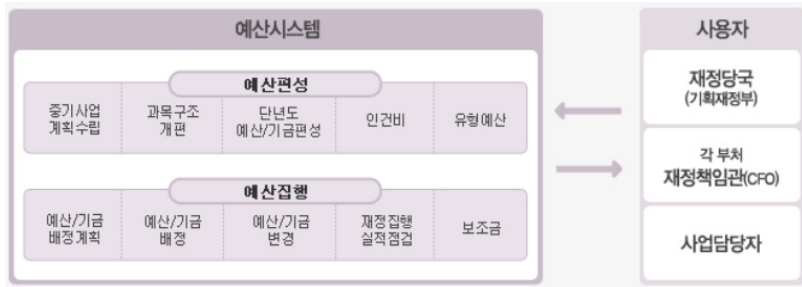 예산시스템
예산편성
중기사업
계획수립
과목구조
개편
단년도
예산/기금편성
인건비
유형예산
예산집행
예산/기금
배정계획
예산/기금
배정
예산/기금
변경
재정집행
실적점검
보조금
사용자
재정당국
(기획재정부)
각 부처
재정책임관(CFO)
사업담당자